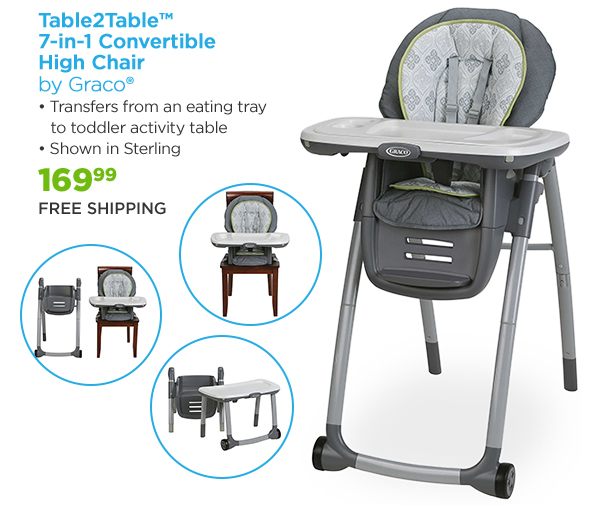 Table2Table™
7-in-1 Convertible
High Chair
by Graco®
• Transfers from an eating tray
to toddler activity table
• Shown in Sterling
169⁹⁹
FREE SHIPPING
GRACO